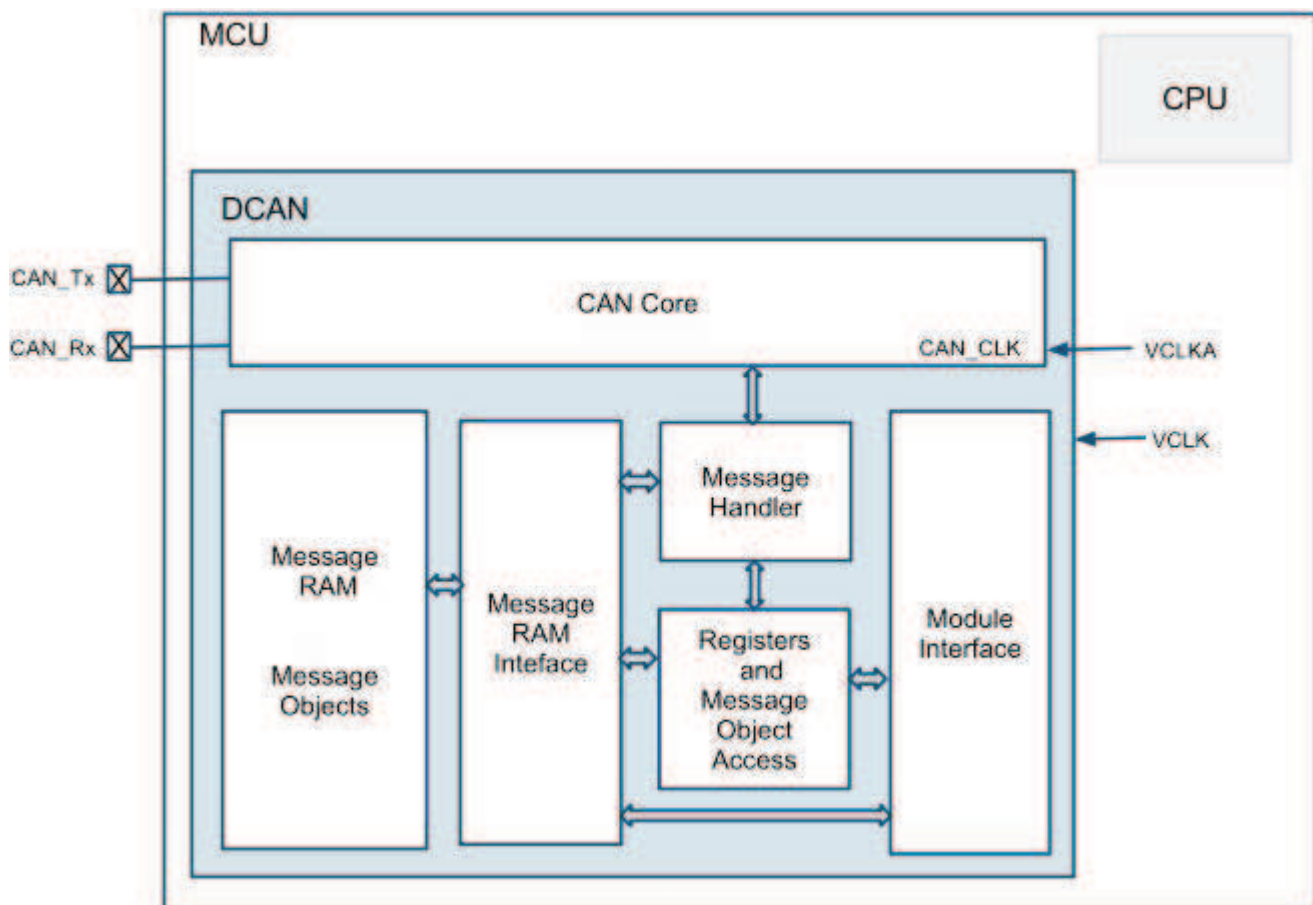 MCU
CPU
DCAN
CAN_Tx
CAN Core
CAN_Rx
CAN_CLK
VCLKA
VCLK
Message
Handler
Message
RAM
Message
Objects
Message
RAM
Inteface
Registers
and
Message
Object
Access
Module
Interface